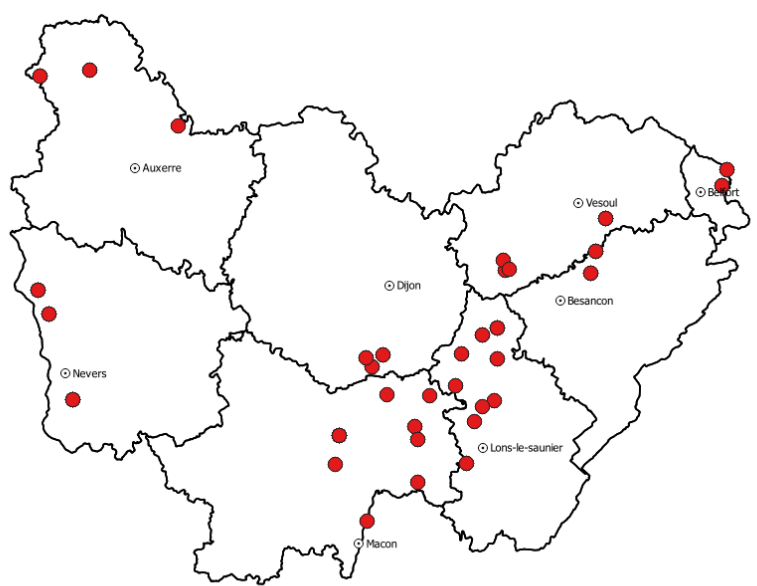 Auxerre
Belfort
Vesoul
Dijon
Besancon
Nevers
Lons-le-saunier
Macon